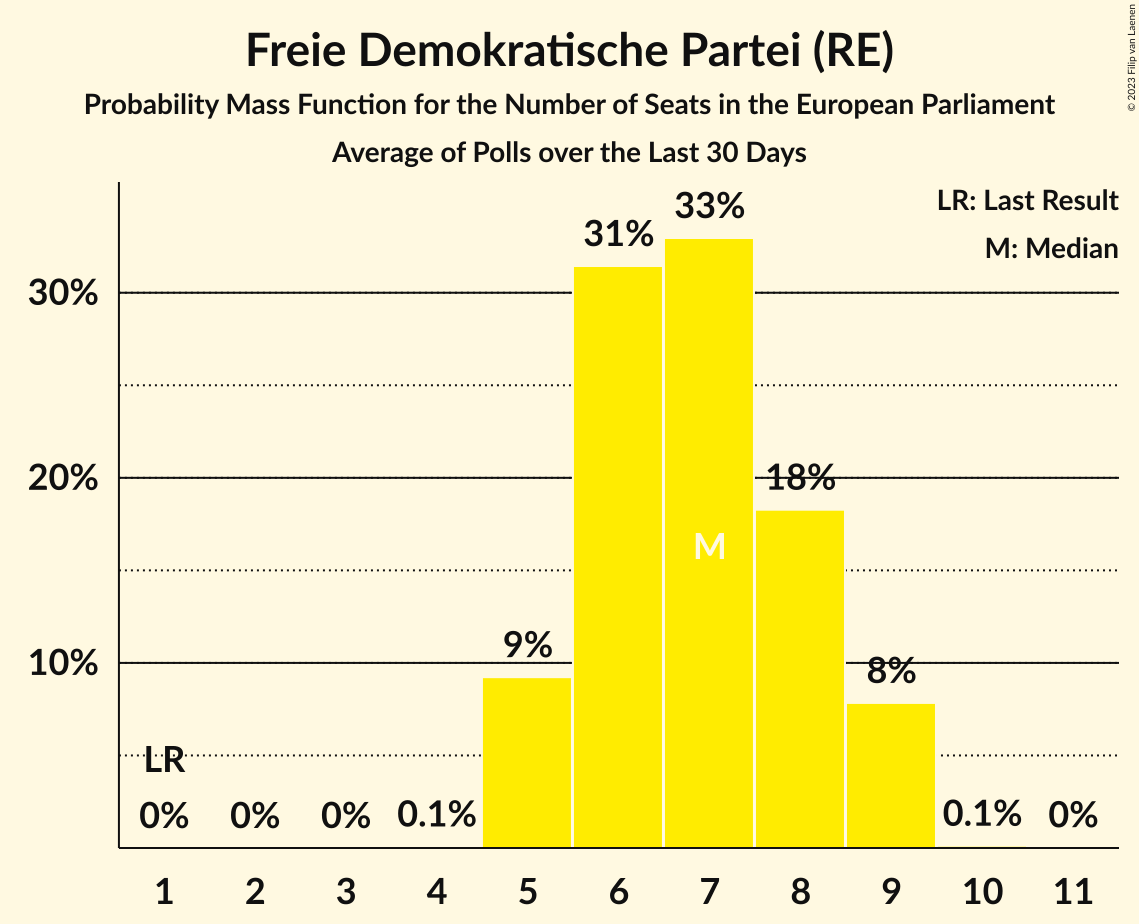 Freie Demokratische Partei (RE)
Probability Mass Function for the Number of Seats in the European Parliament
Average of Polls over the Last 30 Days
© 2023 Filip van Laenen
LR: Last Result
M: Median
33%
31%
30%
20%
18%
M
9%
10%
8%
LR
0%
0%
0%
0.1%
0.1%
0%
1 2 3 4 5 6 7 8 9 10 11